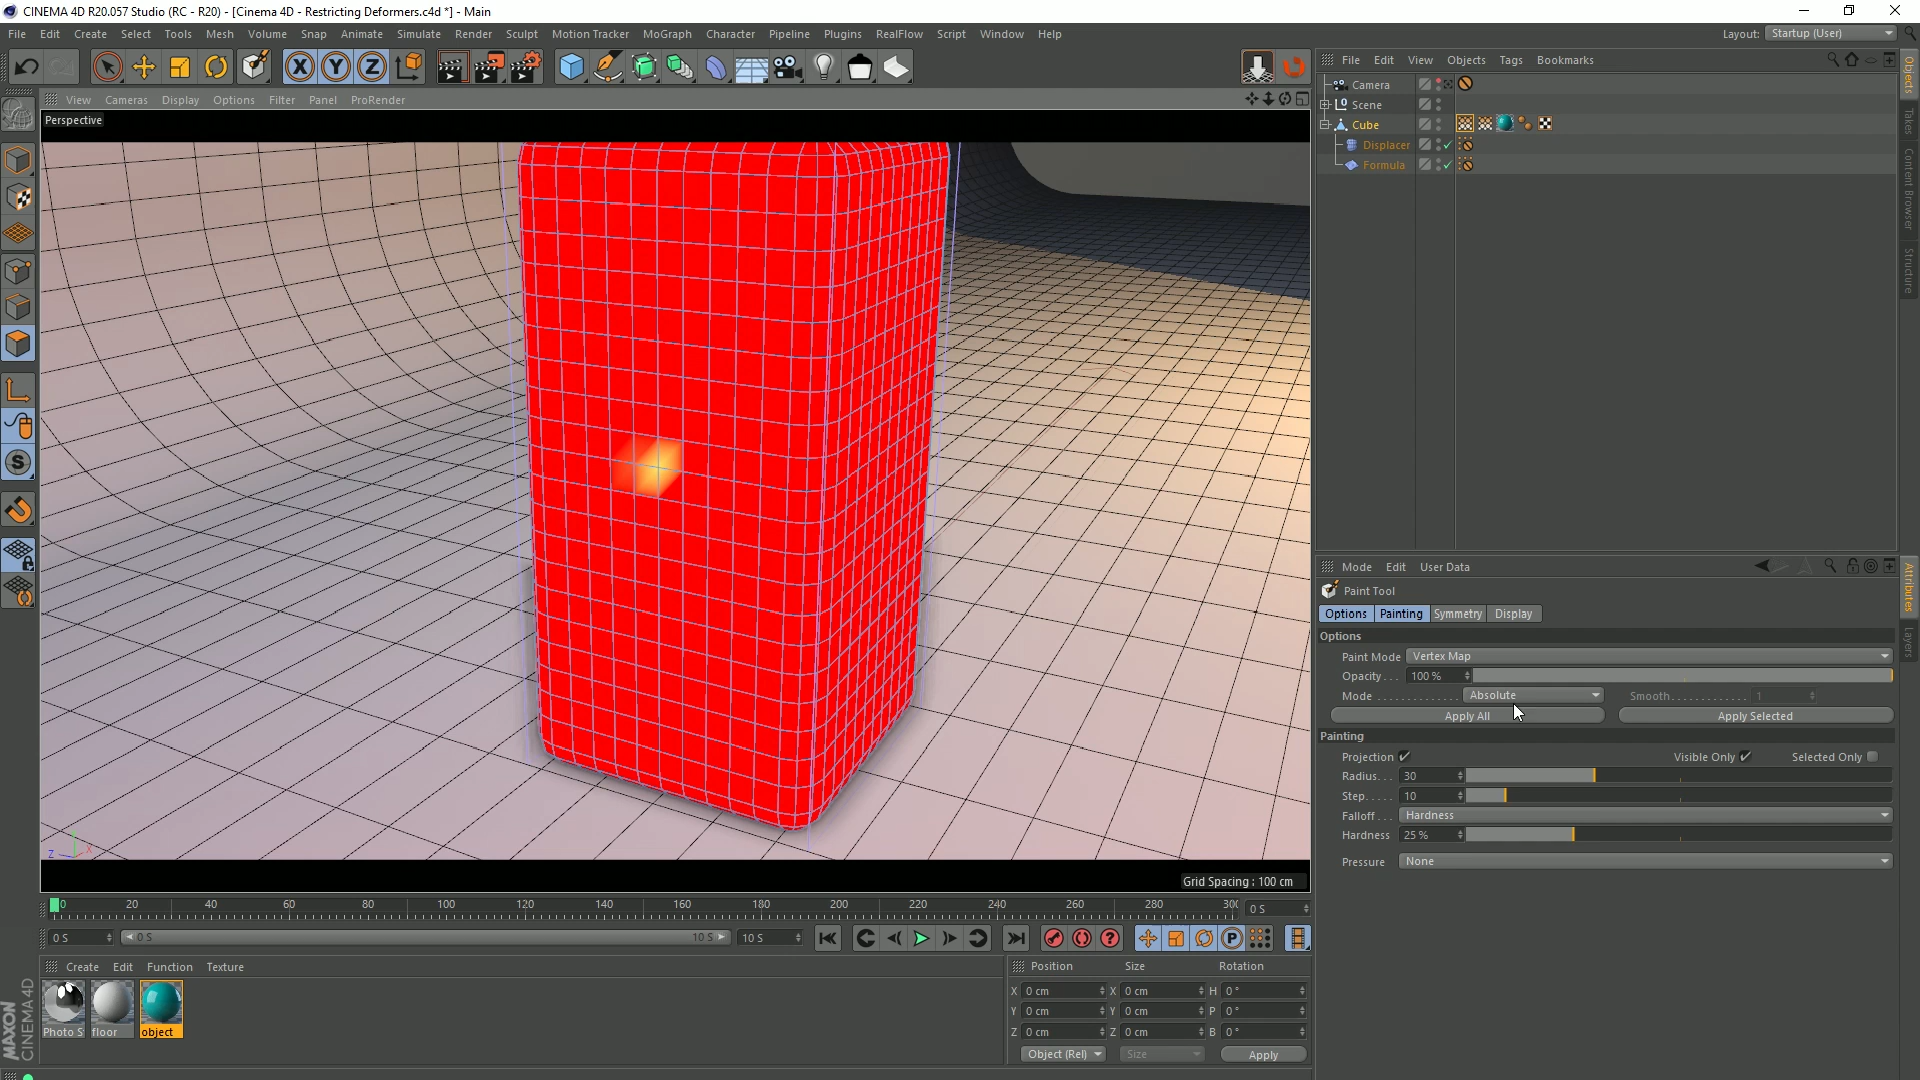 CINEMA 4D R20.057 Studio (RC - R20) - [Cinema 4D - Restricting Deformers.c4d *] - Main
File Edit Create Select Tools Mesh Volume Snap Animate Simulate Render Sculpt Motion Tracker MoGraph Character Pipeline Plugins RealFlow Script Window Help
Layout: Startup (User)
X Y Z
File Edit View Objects Tags Bookmarks
View Cameras Display Options Filter Panel ProRender
Perspective
Camera
Scene
Cube
Displacer
Formula
Objects
Takes
Content Browser
Structure
Mode Edit User Data
Paint Tool
Options Painting Symmetry Display
Options
Paint Mode Vertex Map
Opacity... 100 %
Mode Absolute Smooth 1
Apply All Apply Selected
Painting
Projection Visible Only Selected Only
Radius... 30
Step..... 10
Falloff... Hardness
Hardness 25 %
Pressure None
Attributes
Layers
Grid Spacing : 100 cm
0 20 40 60 80 100 120 140 160 180 200 220 240 260 280 300
0 S
0 S 0 S 10 S 10 S
Create Edit Function Texture
Photo S floor object
Position Size Rotation
X 0 cm X 0 cm H 0 °
Y 0 cm Y 0 cm P 0 °
Z 0 cm Z 0 cm B 0 °
Object (Rel) Size Apply
MAXON
CINEMA 4D